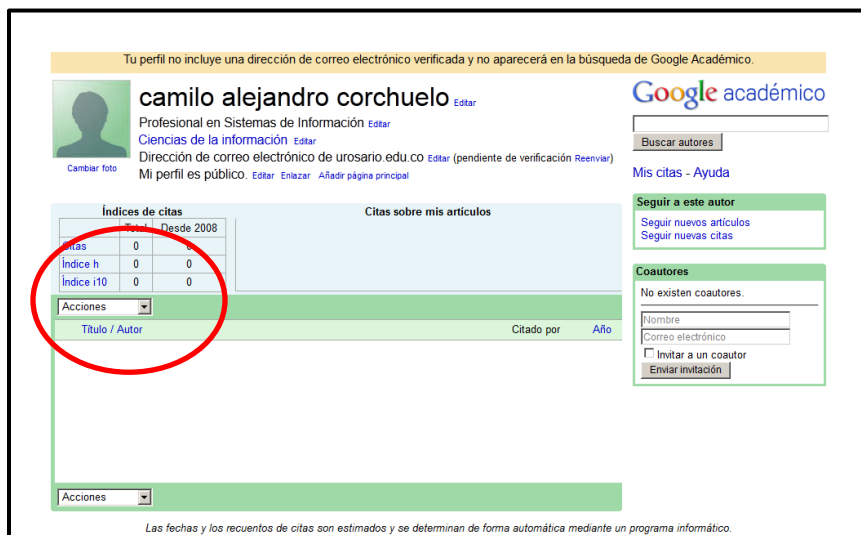 Tu perfil no incluye una dirección de correo electrónico verificada y no aparecerá en la búsqueda de Google Académico.
camilo alejandro corchuelo Editar
Profesional en Sistemas de Información Editar
Ciencias de la información Editar
Dirección de correo electrónico de urosario.edu.co Editar (pendiente de verificación Reenviar)
Mi perfil es público. Editar Enlazar Añadir página principal
Cambiar foto
Google académico
Buscar autores
Mis citas - Ayuda
Índices de citas
Total Desde 2008
Citas 0 0
Índice h 0 0
Índice i10 0 0
Citas sobre mis artículos
Seguir a este autor
Seguir nuevos artículos
Seguir nuevas citas
Coautores
No existen coautores.
Nombre
Correo electrónico
Invitar a un coautor
Enviar invitación
Acciones
Título / Autor Citado por Año
Acciones
Las fechas y los recuentos de citas son estimados y se determinan de forma automática mediante un programa informático.